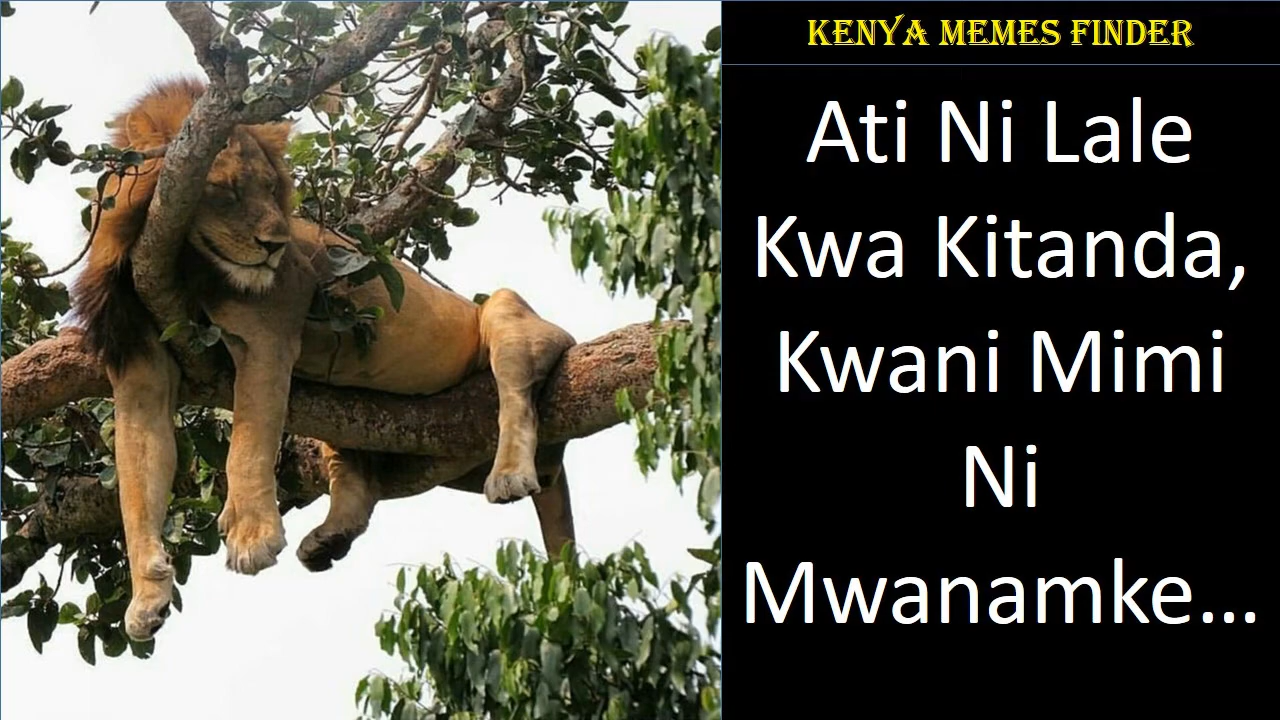 KENYA MEMES FINDER
Ati Ni Lale
Kwa Kitanda,
Kwani Mimi
Ni
Mwanamke...